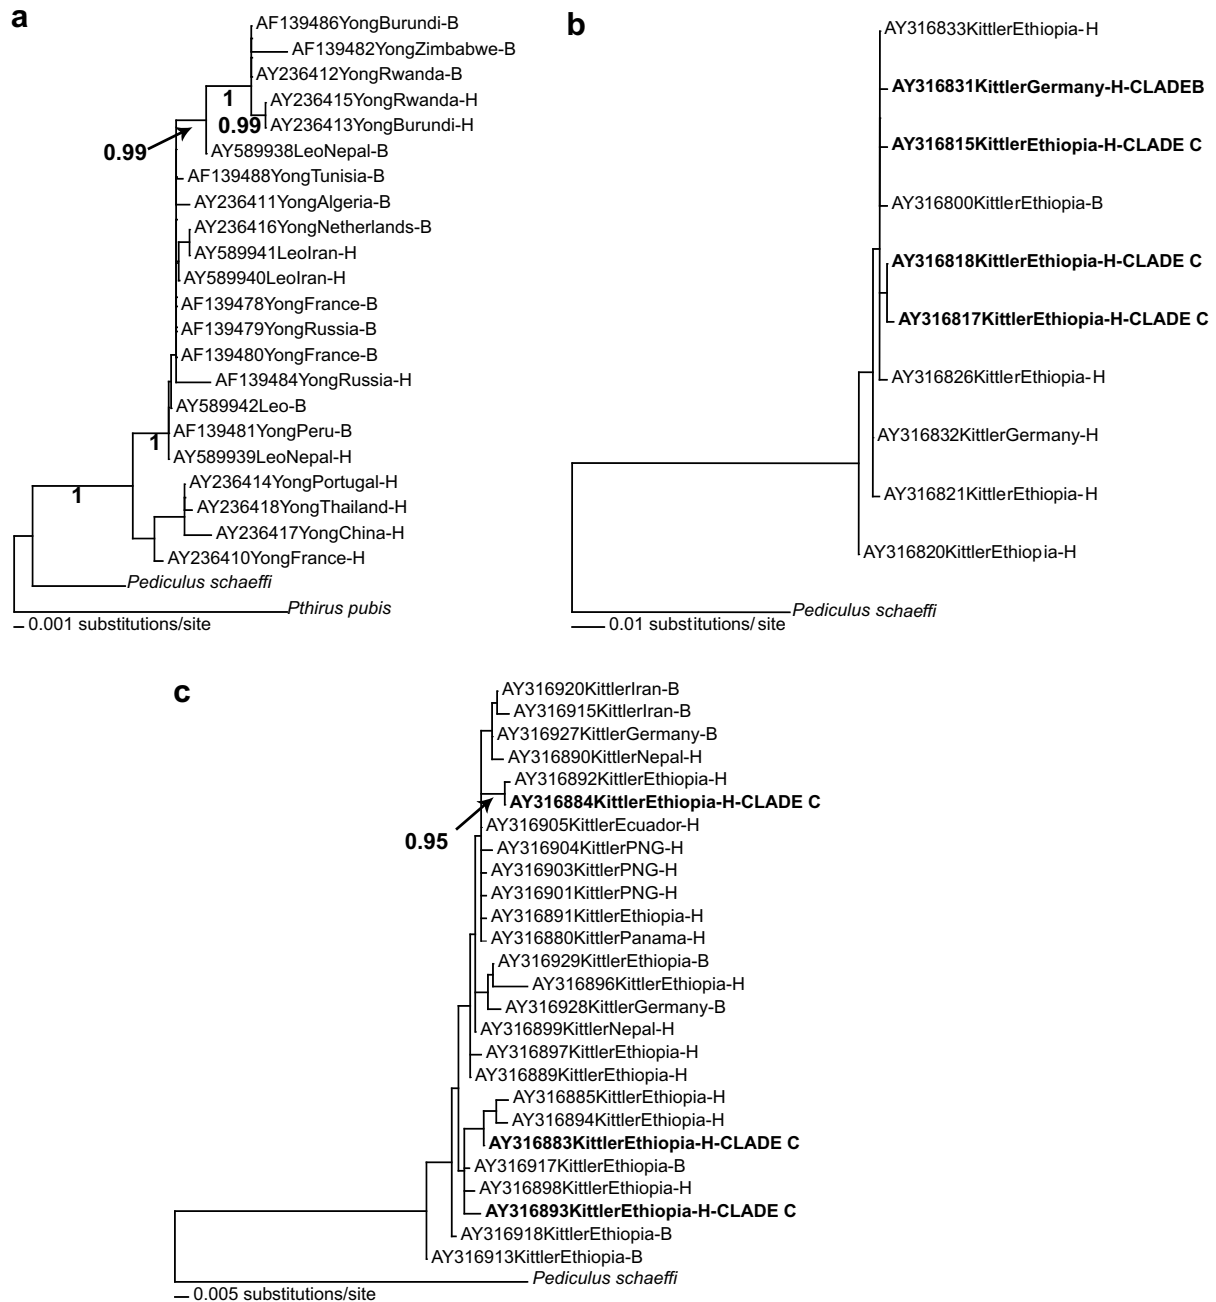 a
AF139486YongBurundi-B
AF139482YongZimbabwe-B
AY236412YongRwanda-B
1
AY236415YongRwanda-H
0.99
AY236413YongBurundi-H
0.99
AY589938LeoNepal-B
AF139488YongTunisia-B
AY236411YongAlgeria-B
AY236416YongNetherlands-B
AY589941LeoIran-H
AY589940LeoIran-H
AF139478YongFrance-B
AF139479YongRussia-B
AF139480YongFrance-B
AF139484YongRussia-H
AY589942Leo-B
AF139481YongPeru-B
1
AY589939LeoNepal-H
AY236414YongPortugal-H
1
AY236418YongThailand-H
AY236417YongChina-H
AY236410YongFrance-H
Pediculus schaeffi
Pthirus pubis
0.001 substitutions/site
b
AY316833KittlerEthiopia-H
AY316831KittlerGermany-H-CLADEB
AY316815KittlerEthiopia-H-CLADE C
AY316800KittlerEthiopia-B
AY316818KittlerEthiopia-H-CLADE C
AY316817KittlerEthiopia-H-CLADE C
AY316826KittlerEthiopia-H
AY316832KittlerGermany-H
AY316821KittlerEthiopia-H
AY316820KittlerEthiopia-H
Pediculus schaeffi
0.01 substitutions/site
c
AY316920KittlerIran-B
AY316915KittlerIran-B
AY316927KittlerGermany-B
AY316890KittlerNepal-H
AY316892KittlerEthiopia-H
AY316884KittlerEthiopia-H-CLADE C
AY316905KittlerEcuador-H
0.95
AY316904KittlerPNG-H
AY316903KittlerPNG-H
AY316901KittlerPNG-H
AY316891KittlerEthiopia-H
AY316880KittlerPanama-H
AY316929KittlerEthiopia-B
AY316896KittlerEthiopia-H
AY316928KittlerGermany-B
AY316899KittlerNepal-H
AY316897KittlerEthiopia-H
AY316889KittlerEthiopia-H
AY316885KittlerEthiopia-H
AY316894KittlerEthiopia-H
AY316883KittlerEthiopia-H-CLADE C
AY316917KittlerEthiopia-B
AY316898KittlerEthiopia-H
AY316893KittlerEthiopia-H-CLADE C
AY316918KittlerEthiopia-B
AY316913KittlerEthiopia-B
Pediculus schaeffi
0.005 substitutions/site